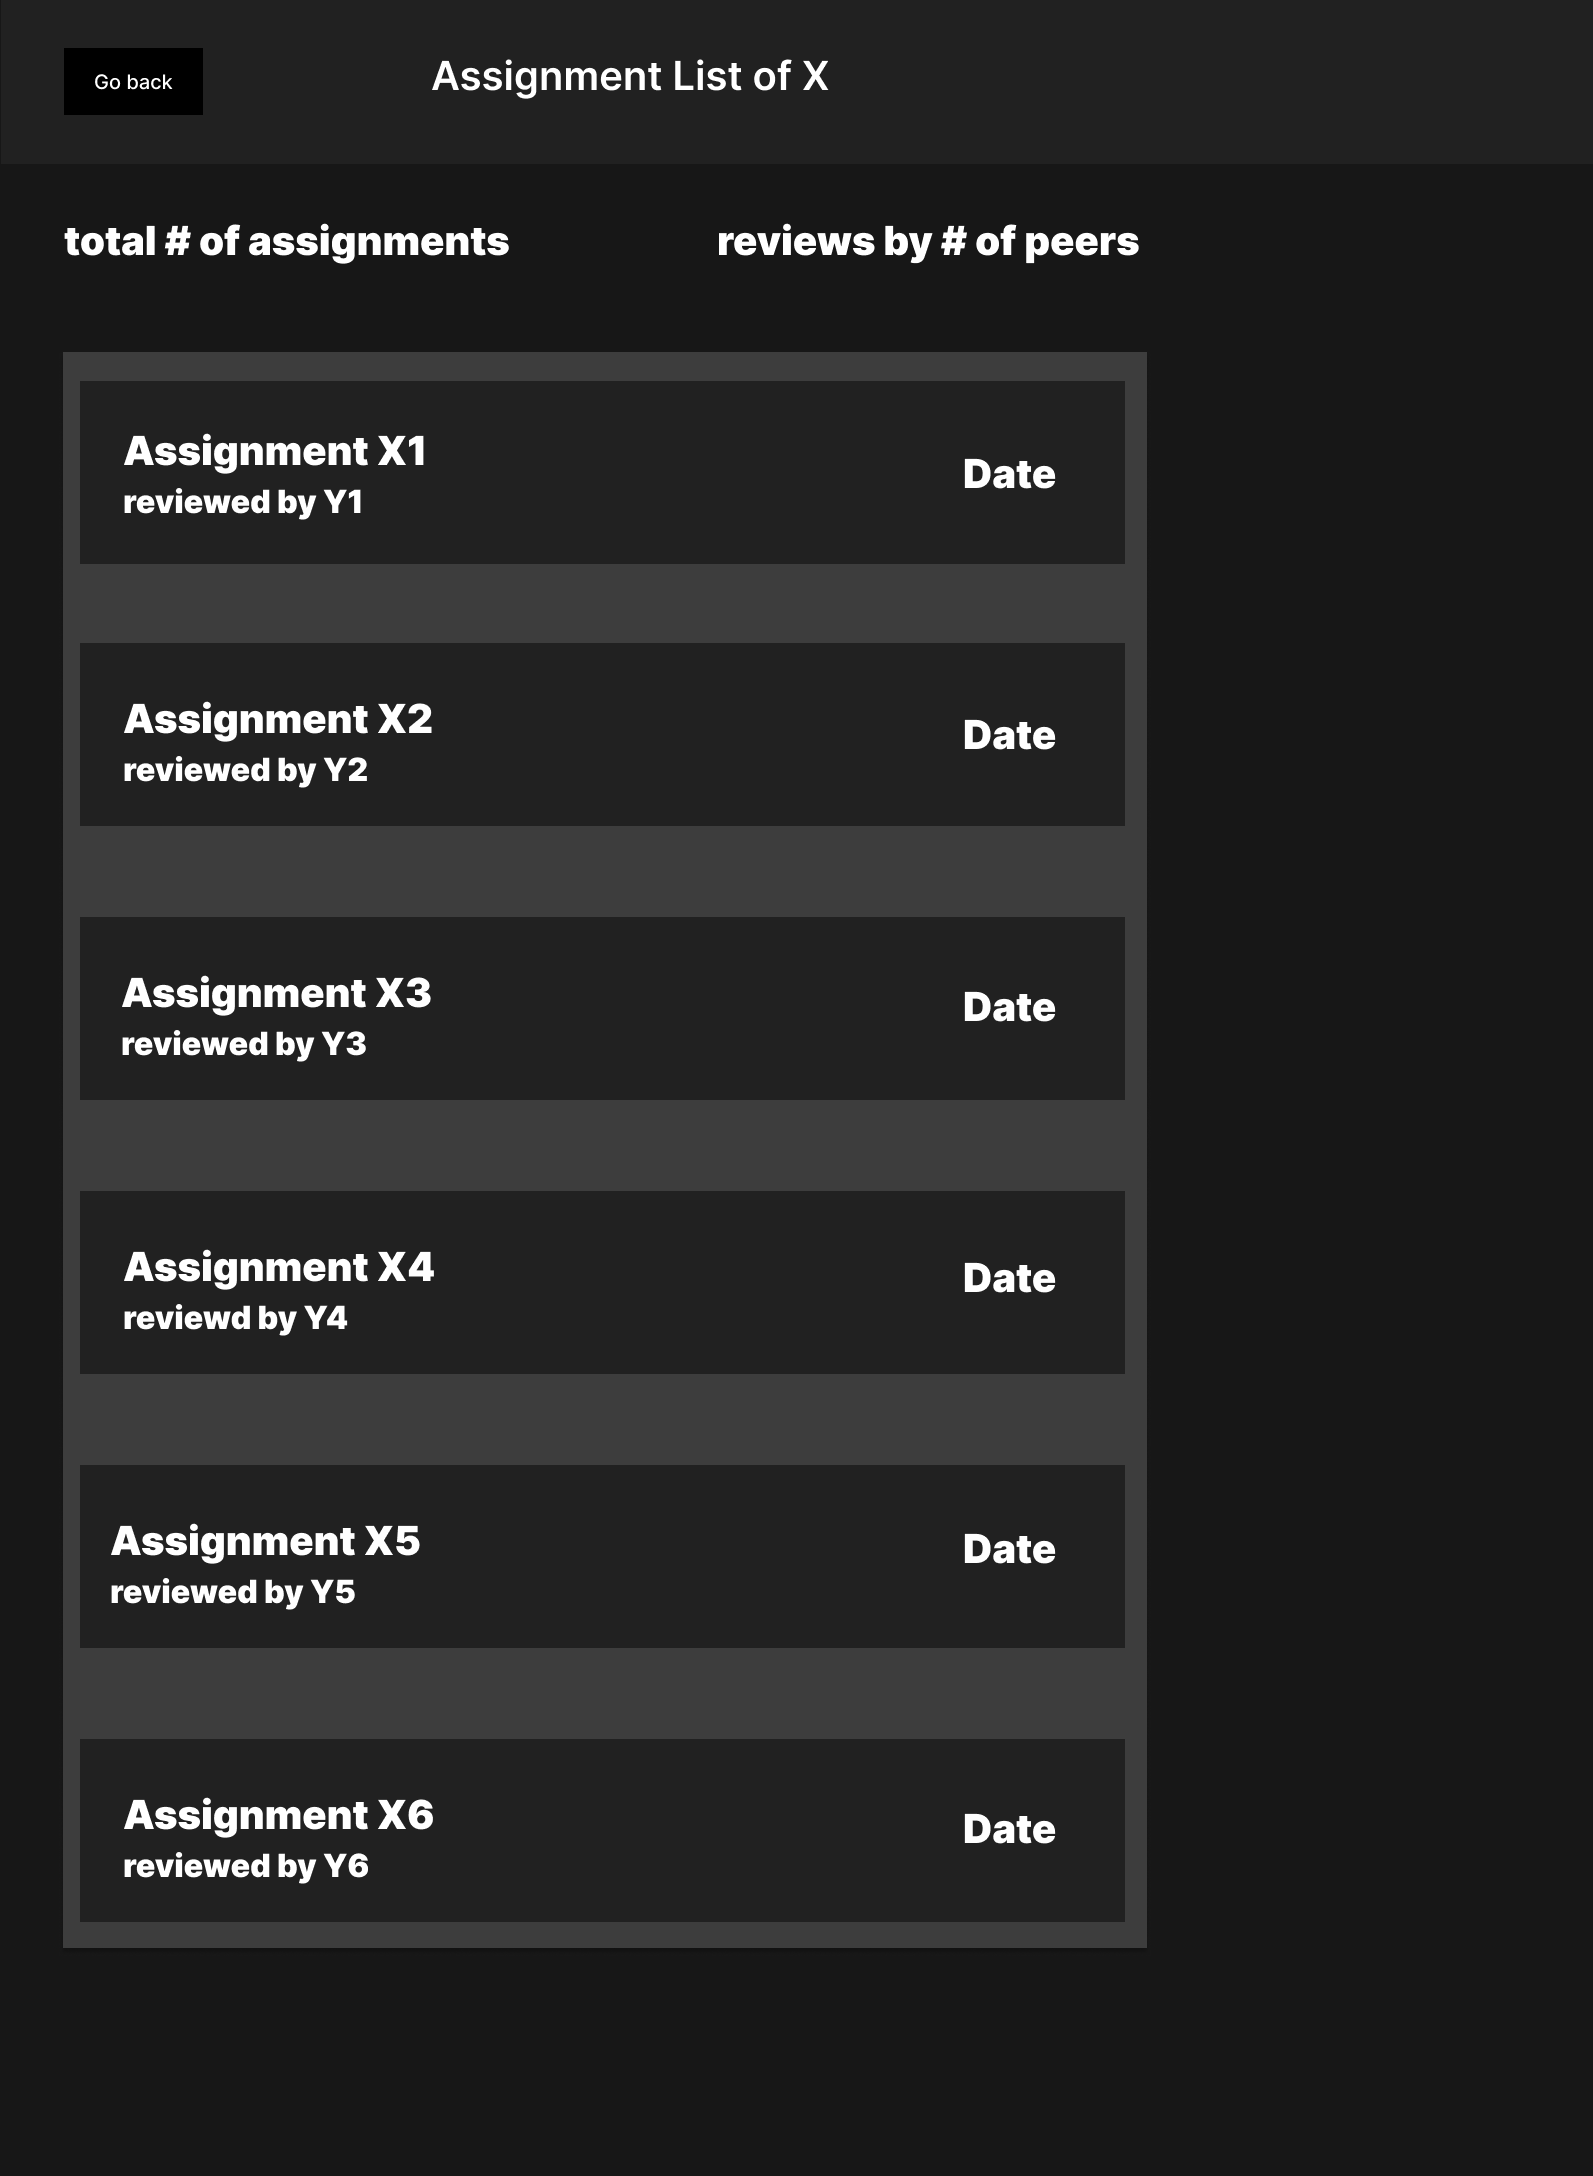 Go back
Assignment List of X
total # of assignments
reviews by # of peers
Assignment X1
reviewed by Y1
Date
Assignment X2
reviewed by Y2
Date
Assignment X3
reviewed by Y3
Date
Assignment X4
reviewd by Y4
Date
Assignment X5
reviewed by Y5
Date
Assignment X6
reviewed by Y6
Date